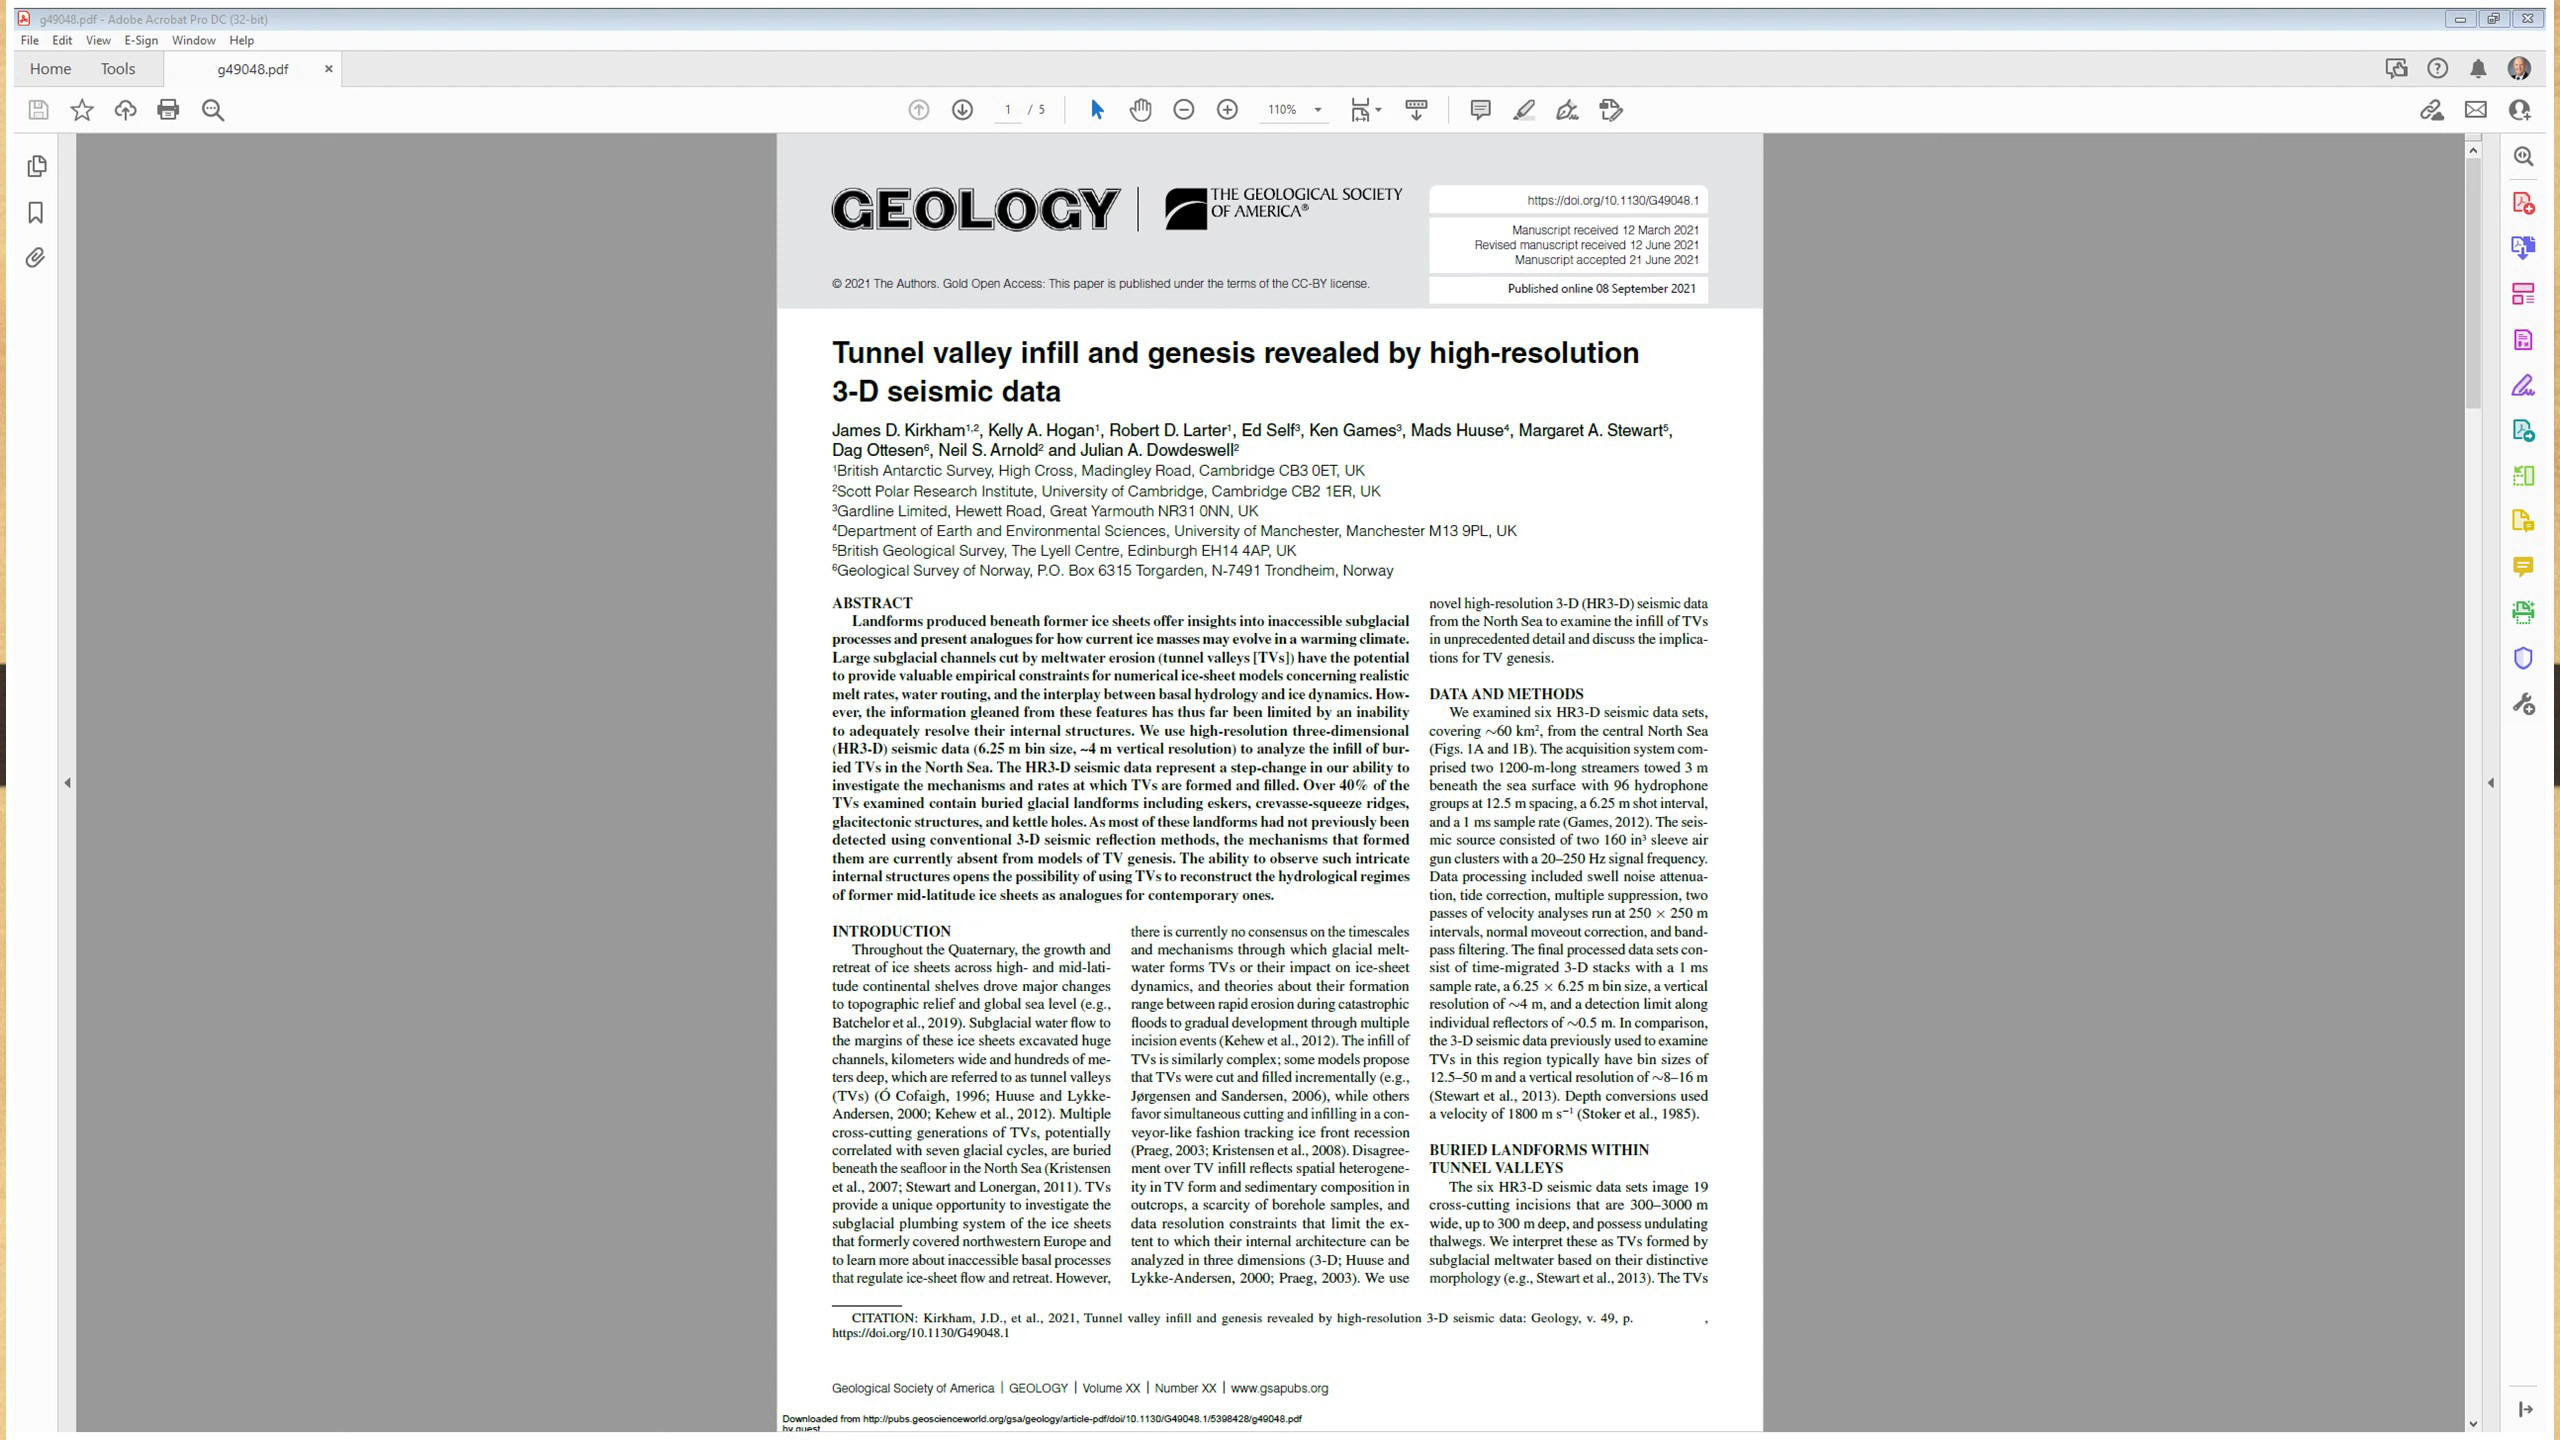 g49048.pdf - Adobe Acrobat Pro DC (32-bit)
File Edit View E-Sign Window Help
Home Tools g49048.pdf ×
1 / 5 110%
GEOLOGY | THE GEOLOGICAL SOCIETY
OF AMERICA®
https://doi.org/10.1130/G49048.1
Manuscript received 12 March 2021
Revised manuscript received 12 June 2021
Manuscript accepted 21 June 2021
© 2021 The Authors. Gold Open Access: This paper is published under the terms of the CC-BY license.
Published online 08 September 2021
Tunnel valley infill and genesis revealed by high-resolution
3-D seismic data
James D. Kirkham¹,², Kelly A. Hogan¹, Robert D. Larter¹, Ed Self³, Ken Games³, Mads Huuse⁴, Margaret A. Stewart⁵,
Dag Ottesen⁶, Neil S. Arnold² and Julian A. Dowdeswell²
¹British Antarctic Survey, High Cross, Madingley Road, Cambridge CB3 0ET, UK
²Scott Polar Research Institute, University of Cambridge, Cambridge CB2 1ER, UK
³Gardline Limited, Hewett Road, Great Yarmouth NR31 0NN, UK
⁴Department of Earth and Environmental Sciences, University of Manchester, Manchester M13 9PL, UK
⁵British Geological Survey, The Lyell Centre, Edinburgh EH14 4AP, UK
⁶Geological Survey of Norway, P.O. Box 6315 Torgarden, N-7491 Trondheim, Norway
ABSTRACT
Landforms produced beneath former ice sheets offer insights into inaccessible subglacial
processes and present analogues for how current ice masses may evolve in a warming climate.
Large subglacial channels cut by meltwater erosion (tunnel valleys [TVs]) have the potential
to provide valuable empirical constraints for numerical ice-sheet models concerning realistic
melt rates, water routing, and the interplay between basal hydrology and ice dynamics. How-
ever, the information gleaned from these features has thus far been limited by an inability
to adequately resolve their internal structures. We use high-resolution three-dimensional
(HR3-D) seismic data (6.25 m bin size, ~4 m vertical resolution) to analyze the infill of bur-
ied TVs in the North Sea. The HR3-D seismic data represent a step-change in our ability to
investigate the mechanisms and rates at which TVs are formed and filled. Over 40% of the
TVs examined contain buried glacial landforms including eskers, crevasse-squeeze ridges,
glacitectonic structures, and kettle holes. As most of these landforms had not previously been
detected using conventional 3-D seismic reflection methods, the mechanisms that formed
them are currently absent from models of TV genesis. The ability to observe such intricate
internal structures opens the possibility of using TVs to reconstruct the hydrological regimes
of former mid-latitude ice sheets as analogues for contemporary ones.
INTRODUCTION
Throughout the Quaternary, the growth and
retreat of ice sheets across high- and mid-lati-
tude continental shelves drove major changes
to topographic relief and global sea level (e.g.,
Batchelor et al., 2019). Subglacial water flow to
the margins of these ice sheets excavated huge
channels, kilometers wide and hundreds of me-
ters deep, which are referred to as tunnel valleys
(TVs) (Ó Cofaigh, 1996; Huuse and Lykke-
Andersen, 2000; Kehew et al., 2012). Multiple
cross-cutting generations of TVs, potentially
correlated with seven glacial cycles, are buried
beneath the seafloor in the North Sea (Kristensen
et al., 2007; Stewart and Lonergan, 2011). TVs
provide a unique opportunity to investigate the
subglacial plumbing system of the ice sheets
that formerly covered northwestern Europe and
to learn more about inaccessible basal processes
that regulate ice-sheet flow and retreat. However,
there is currently no consensus on the timescales
and mechanisms through which glacial melt-
water forms TVs or their impact on ice-sheet
dynamics, and theories about their formation
range between rapid erosion during catastrophic
floods to gradual development through multiple
incision events (Kehew et al., 2012). The infill of
TVs is similarly complex; some models propose
that TVs were cut and filled incrementally (e.g.,
Jørgensen and Sandersen, 2006), while others
favor simultaneous cutting and infilling in a con-
veyor-like fashion tracking ice front recession
(Praeg, 2003; Kristensen et al., 2008). Disagree-
ment over TV infill reflects spatial heterogene-
ity in TV form and sedimentary composition in
outcrops, a scarcity of borehole samples, and
data resolution constraints that limit the ex-
tent to which their internal architecture can be
analyzed in three dimensions (3-D; Huuse and
Lykke-Andersen, 2000; Praeg, 2003). We use
novel high-resolution 3-D (HR3-D) seismic data
from the North Sea to examine the infill of TVs
in unprecedented detail and discuss the implica-
tions for TV genesis.
DATA AND METHODS
We examined six HR3-D seismic data sets,
covering ~60 km², from the central North Sea
(Figs. 1A and 1B). The acquisition system com-
prised two 1200-m-long streamers towed 3 m
beneath the sea surface with 96 hydrophone
groups at 12.5 m spacing, a 6.25 m shot interval,
and a 1 ms sample rate (Games, 2012). The seis-
mic source consisted of two 160 in³ sleeve air
gun clusters with a 20–250 Hz signal frequency.
Data processing included swell noise attenua-
tion, tide correction, multiple suppression, two
passes of velocity analyses run at 250 × 250 m
intervals, normal moveout correction, and band-
pass filtering. The final processed data sets con-
sist of time-migrated 3-D stacks with a 1 ms
sample rate, a 6.25 × 6.25 m bin size, a vertical
resolution of ~4 m, and a detection limit along
individual reflectors of ~0.5 m. In comparison,
the 3-D seismic data previously used to examine
TVs in this region typically have bin sizes of
12.5–50 m and a vertical resolution of ~8–16 m
(Stewart et al., 2013). Depth conversions used
a velocity of 1800 m s⁻¹ (Stoker et al., 1985).
BURIED LANDFORMS WITHIN
TUNNEL VALLEYS
The six HR3-D seismic data sets image 19
cross-cutting incisions that are 300–3000 m
wide, up to 300 m deep, and possess undulating
thalwegs. We interpret these as TVs formed by
subglacial meltwater based on their distinctive
morphology (e.g., Stewart et al., 2013). The TVs
CITATION: Kirkham, J.D., et al., 2021, Tunnel valley infill and genesis revealed by high-resolution 3-D seismic data: Geology, v. 49, p. ,
https://doi.org/10.1130/G49048.1
Geological Society of America | GEOLOGY | Volume XX | Number XX | www.gsapubs.org
Downloaded from http://pubs.geoscienceworld.org/gsa/geology/article-pdf/doi/10.1130/G49048.1/5398428/g49048.pdf
by guest